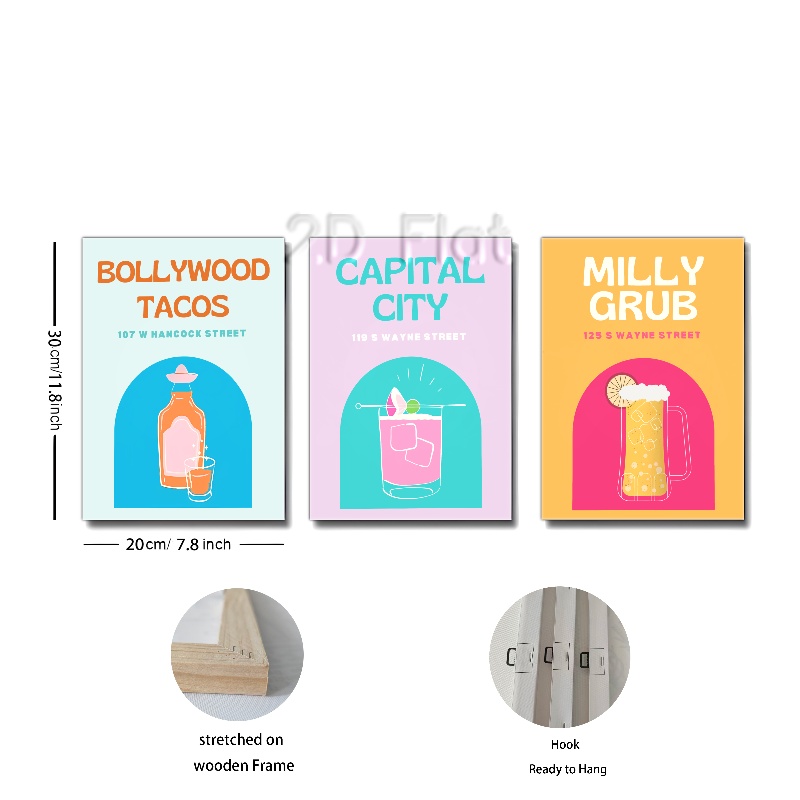 2D Flat
BOLLYWOOD
TACOS
107 W HANCOCK STREET
CAPITAL
CITY
119 S WAYNE STREET
MILLY
GRUB
125 S WAYNE STREET
30cm/11.8inch
20cm/ 7.8 inch
stretched on
wooden Frame
Hook
Ready to Hang